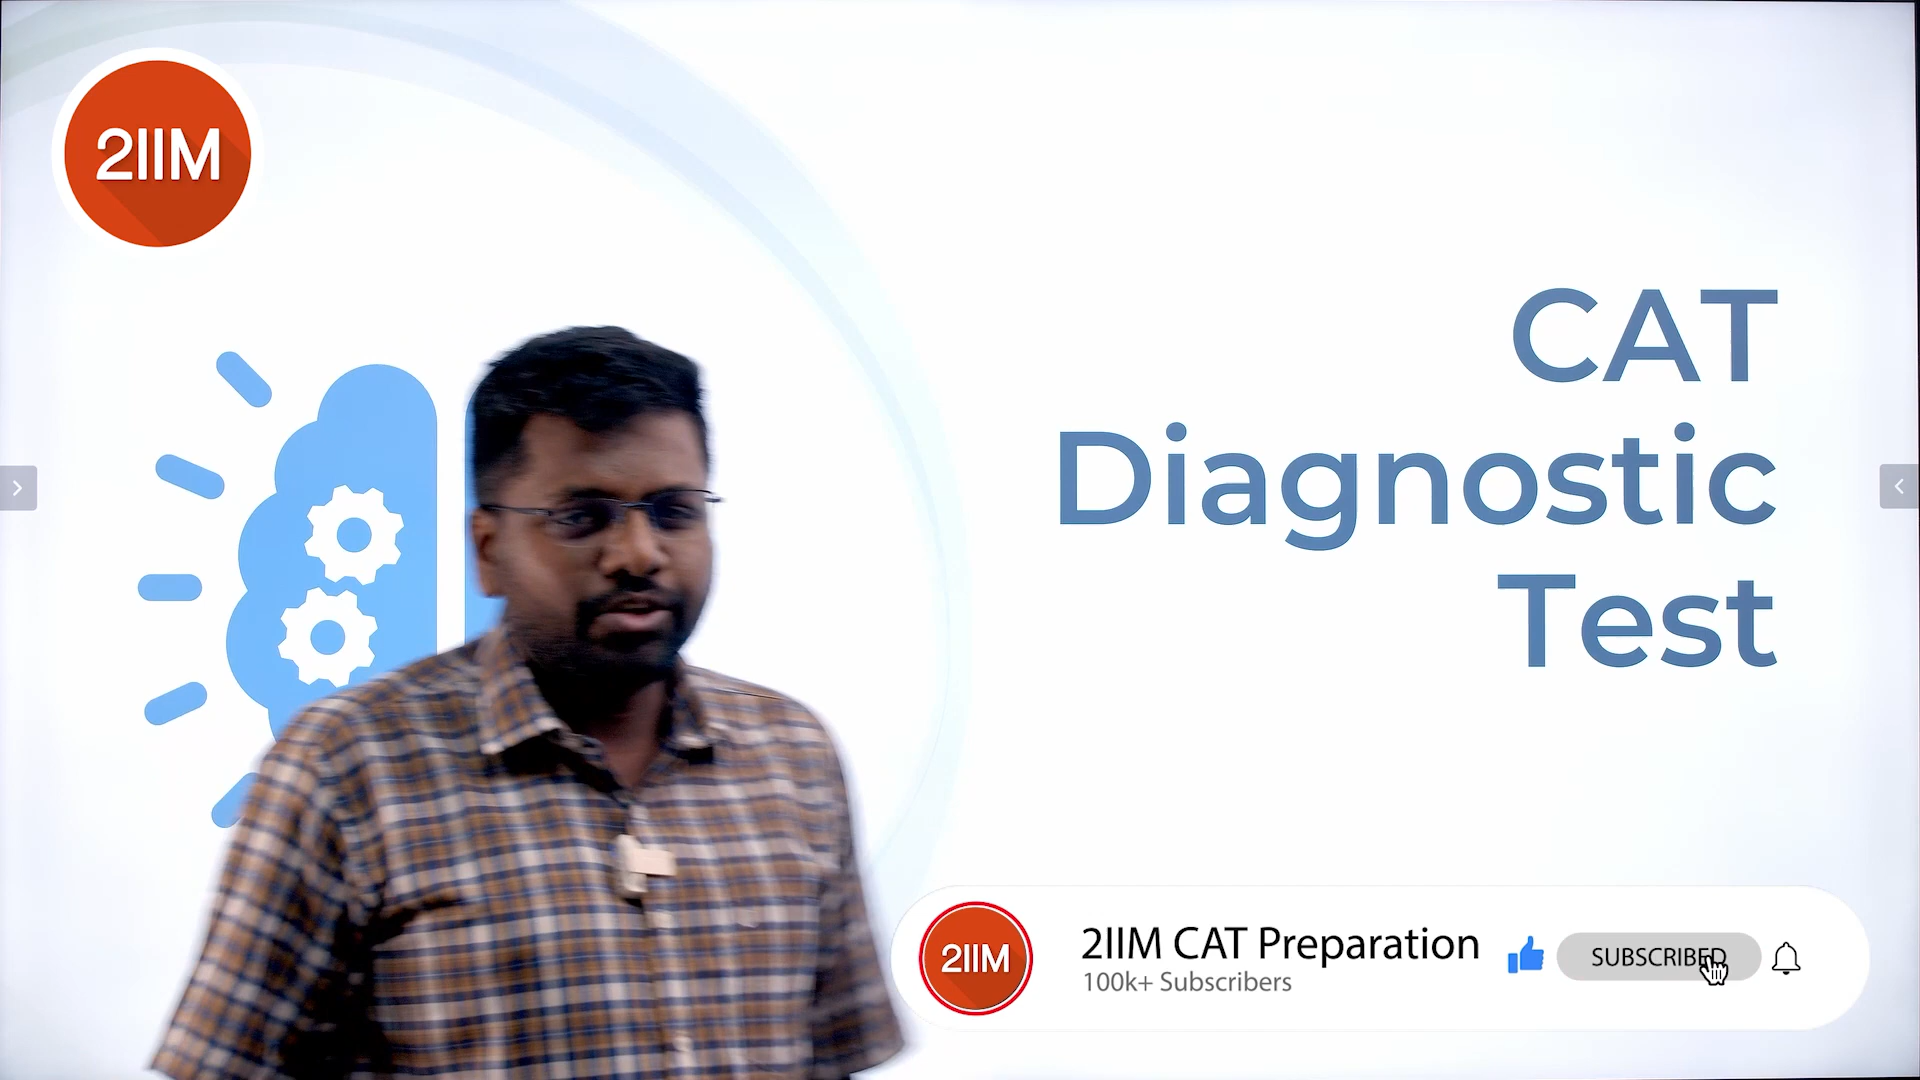 2IIM
CAT
Diagnostic
Test
2IIM
2IIM CAT Preparation
100k+ Subscribers
SUBSCRIBED